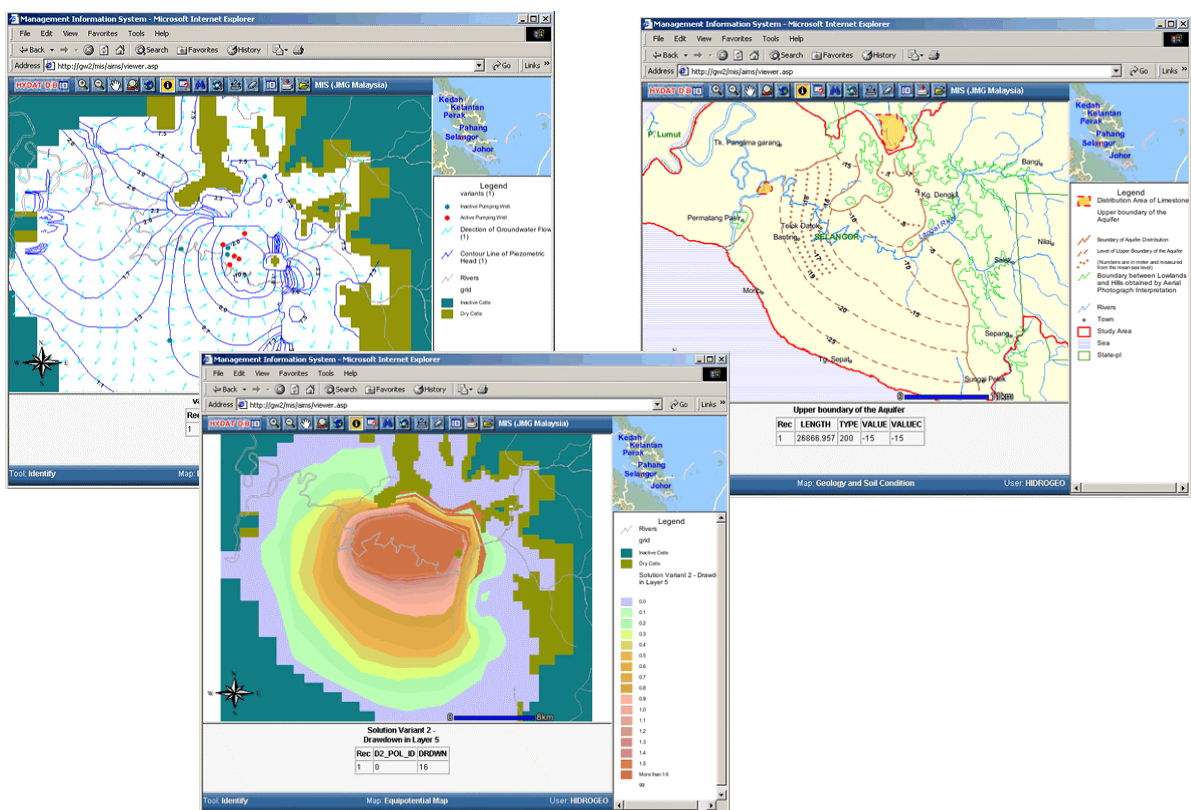 Management Information System - Microsoft Internet Explorer
File Edit View Favorites Tools Help
Back Search Favorites History
Address http://gw2/mis/aims/viewer.asp Go Links »
HYDAT D B MIS (JMG Malaysia)
Kedah
Kelantan
Perak
Pahang
Selangor
Johor
Legend
variants (1)
Inactive Pumping Well
Active Pumping Well
Direction of Groundwater Flow
(1)
Contour Line of Piezometric
Head (1)
Rivers
grid
Inactive Cells
Dry Cells
Rec
1
Tool: Identify Map:
Management Information System - Microsoft Internet Explorer
File Edit View Favorites Tools Help
Back Search Favorites History
Address http://gw2/mis/aims/viewer.asp Go Links »
HYDAT D B MIS (JMG Malaysia)
P. Lumut
Tk. Panglima garang
Bangi
Kg. Dengkil
Permatang Pasir
Telok Datok
Banting
SELANGOR
Nilai
Salak
Morib
Sepang
Tg. Sepat
Sungai Pelek
-15
-10
-15
-20
-25
Kedah
Kelantan
Perak
Pahang
Selangor
Johor
Legend
Distribution Area of Limestone
Upper boundary of the
Aquifer
Boundary of Aquifer Distribution
Level of Upper Boundary of the Aquifer
(Numbers are in meter and measured
from the mean sea level)
Boundary between Lowlands
and Hills obtained by Aerial
Photograph Interpretation
Rivers
Town
Study Area
Sea
State-pl
Upper boundary of the Aquifer
Rec LENGTH TYPE VALUE VALUEC
1 26866.957 200 -15 -15
Map: Geology and Soil Condition User: HIDROGEO
Management Information System - Microsoft Internet Explorer
File Edit View Favorites Tools Help
Back Search Favorites History
Address http://gw2/mis/aims/viewer.asp Go Links »
HYDAT D B MIS (JMG Malaysia)
Kedah
Kelantan
Perak
Pahang
Selangor
Johor
N
W E
S
0 8km
Legend
Rivers
grid
Inactive Cells
Dry Cells
Solution Variant 2 - Drawdown
in Layer 5
0.0
0.1
0.2
0.3
0.4
0.5
0.6
0.7
0.8
0.9
1.0
1.1
1.2
1.3
1.4
1.5
More than 1.6
99
Solution Variant 2 -
Drawdown in Layer 5
Rec D2_POL_ID DRDWN
1 0 16
Tool: Identify Map: Equipotential Map User: HIDROGEO